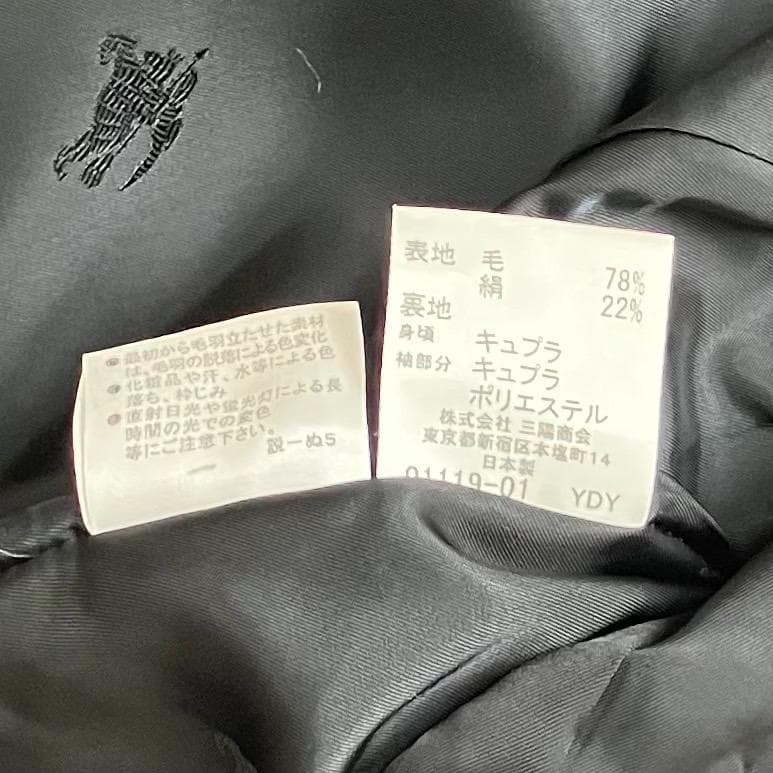 最初から毛羽立たせた素材
は、毛羽の脱落による色変化
化粧品や汗、水等による色
落ち、枠じみ
直射日光や蛍光灯による長
時間の光での変色
等にご注意下さい。
説ーぬ5
表地 毛 78%
絹 22%
裏地
身頃 キュプラ
袖部分 キュプラ
ポリエステル
株式会社 三陽商会
東京都新宿区本塩町14
日本製
01119-01 YDY